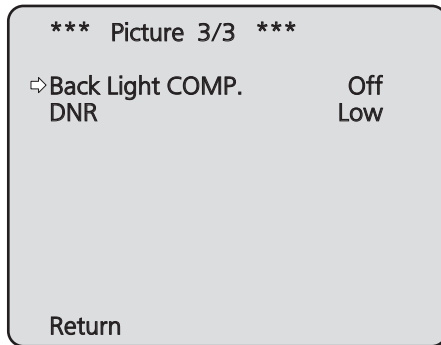 *** Picture 3/3 ***
⇨Back Light COMP. Off
DNR Low
Return